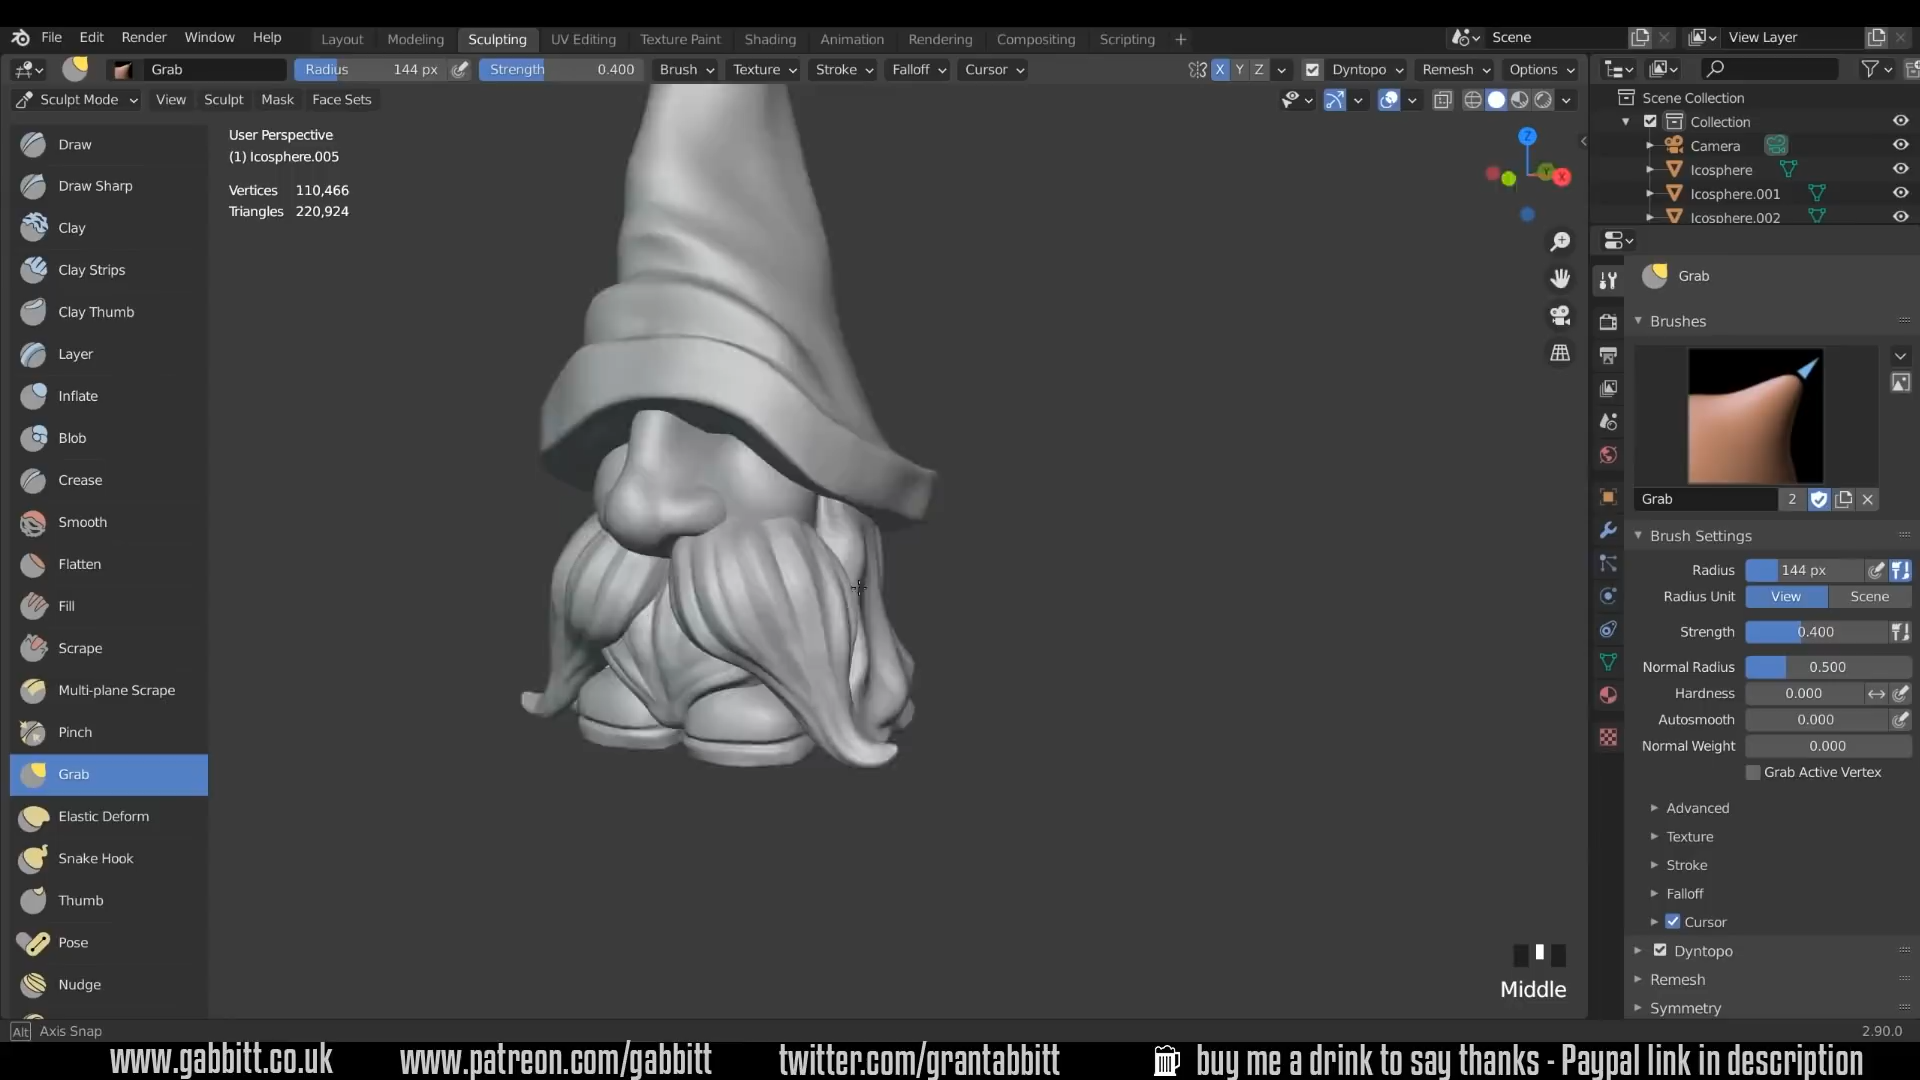 File Edit Render Window Help Layout Modeling Sculpting UV Editing Texture Paint Shading Animation Rendering Compositing Scripting + Scene View Layer
Grab Radius 144 px Strength 0.400 Brush Texture Stroke Falloff Cursor X Y Z Dyntopo Remesh Options
Sculpt Mode View Sculpt Mask Face Sets
User Perspective
(1) Icosphere.005
Vertices 110,466
Triangles 220,924
Draw
Draw Sharp
Clay
Clay Strips
Clay Thumb
Layer
Inflate
Blob
Crease
Smooth
Flatten
Fill
Scrape
Multi-plane Scrape
Pinch
Grab
Elastic Deform
Snake Hook
Thumb
Pose
Nudge
Z
Y
X
Middle
Scene Collection
Collection
Camera
Icosphere
Icosphere.001
Icosphere.002
Grab
Brushes
Grab 2
Brush Settings
Radius 144 px
Radius Unit View Scene
Strength 0.400
Normal Radius 0.500
Hardness 0.000
Autosmooth 0.000
Normal Weight 0.000
Grab Active Vertex
Advanced
Texture
Stroke
Falloff
Cursor
Dyntopo
Remesh
Symmetry
Alt Axis Snap 2.90.0
www.gabbitt.co.uk www.patreon.com/gabbitt twitter.com/grantabbitt buy me a drink to say thanks - Paypal link in description